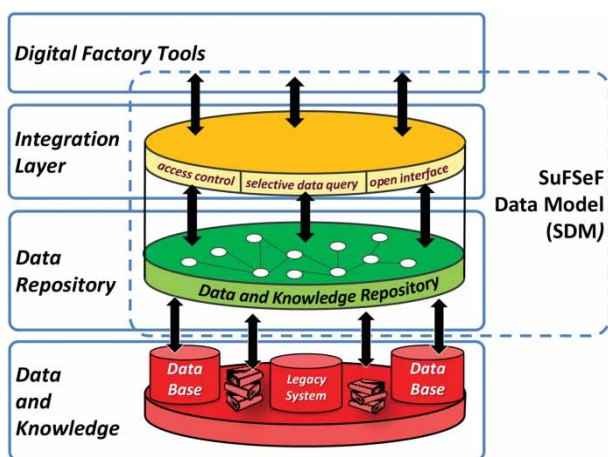 Digital Factory Tools
Integration
Layer
access control
selective data query
open interface
SuFSeF
Data Model
(SDM)
Data
Repository
Data and Knowledge Repository
Data
and
Knowledge
Data
Base
Legacy
System
Data
Base